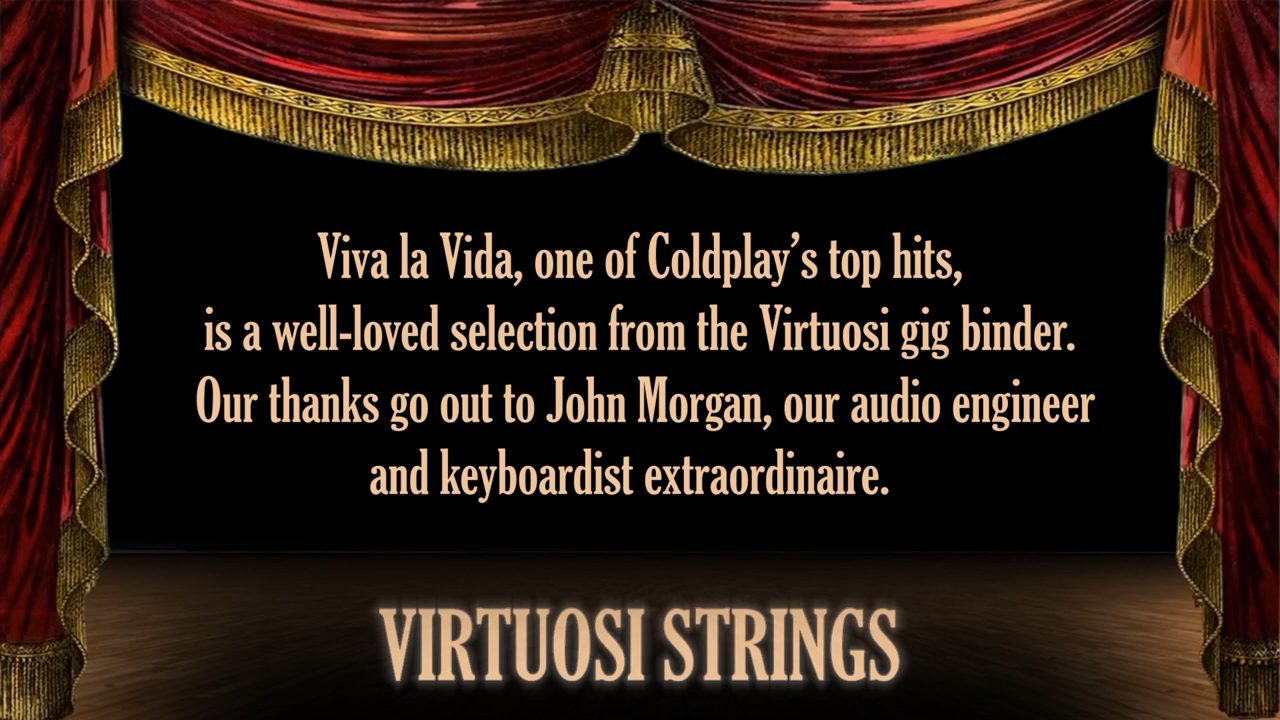 Viva la Vida, one of Coldplay’s top hits,
is a well-loved selection from the Virtuosi gig binder.
Our thanks go out to John Morgan, our audio engineer
and keyboardist extraordinaire.
VIRTUOSI STRINGS